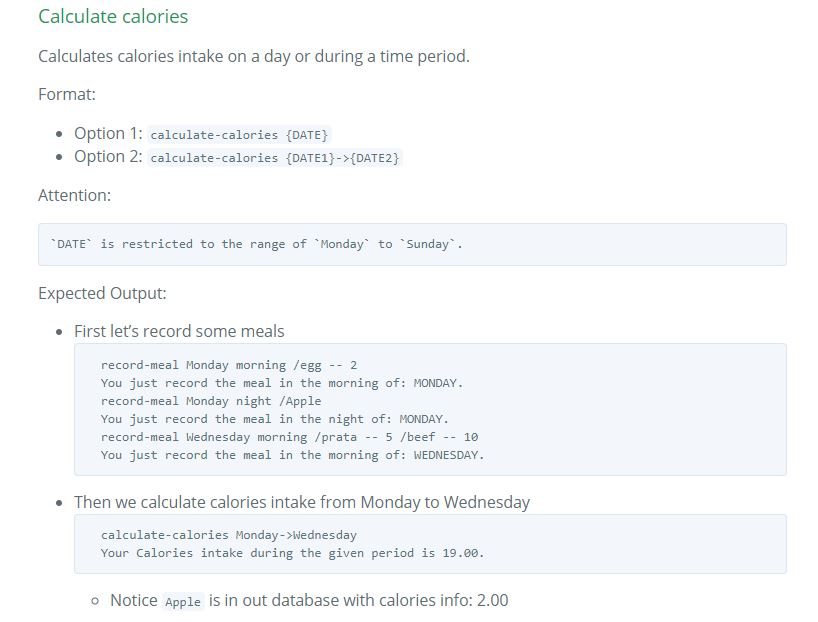 Calculate calories
Calculates calories intake on a day or during a time period.
Format:
Option 1: calculate-calories {DATE}
Option 2: calculate-calories {DATE1}->{DATE2}
Attention:
`DATE` is restricted to the range of `Monday` to `Sunday`.
Expected Output:
First let’s record some meals
record-meal Monday morning /egg -- 2
You just record the meal in the morning of: MONDAY.
record-meal Monday night /Apple
You just record the meal in the night of: MONDAY.
record-meal Wednesday morning /prata -- 5 /beef -- 10
You just record the meal in the morning of: WEDNESDAY.
Then we calculate calories intake from Monday to Wednesday
calculate-calories Monday->Wednesday
Your Calories intake during the given period is 19.00.
Notice Apple is in out database with calories info: 2.00